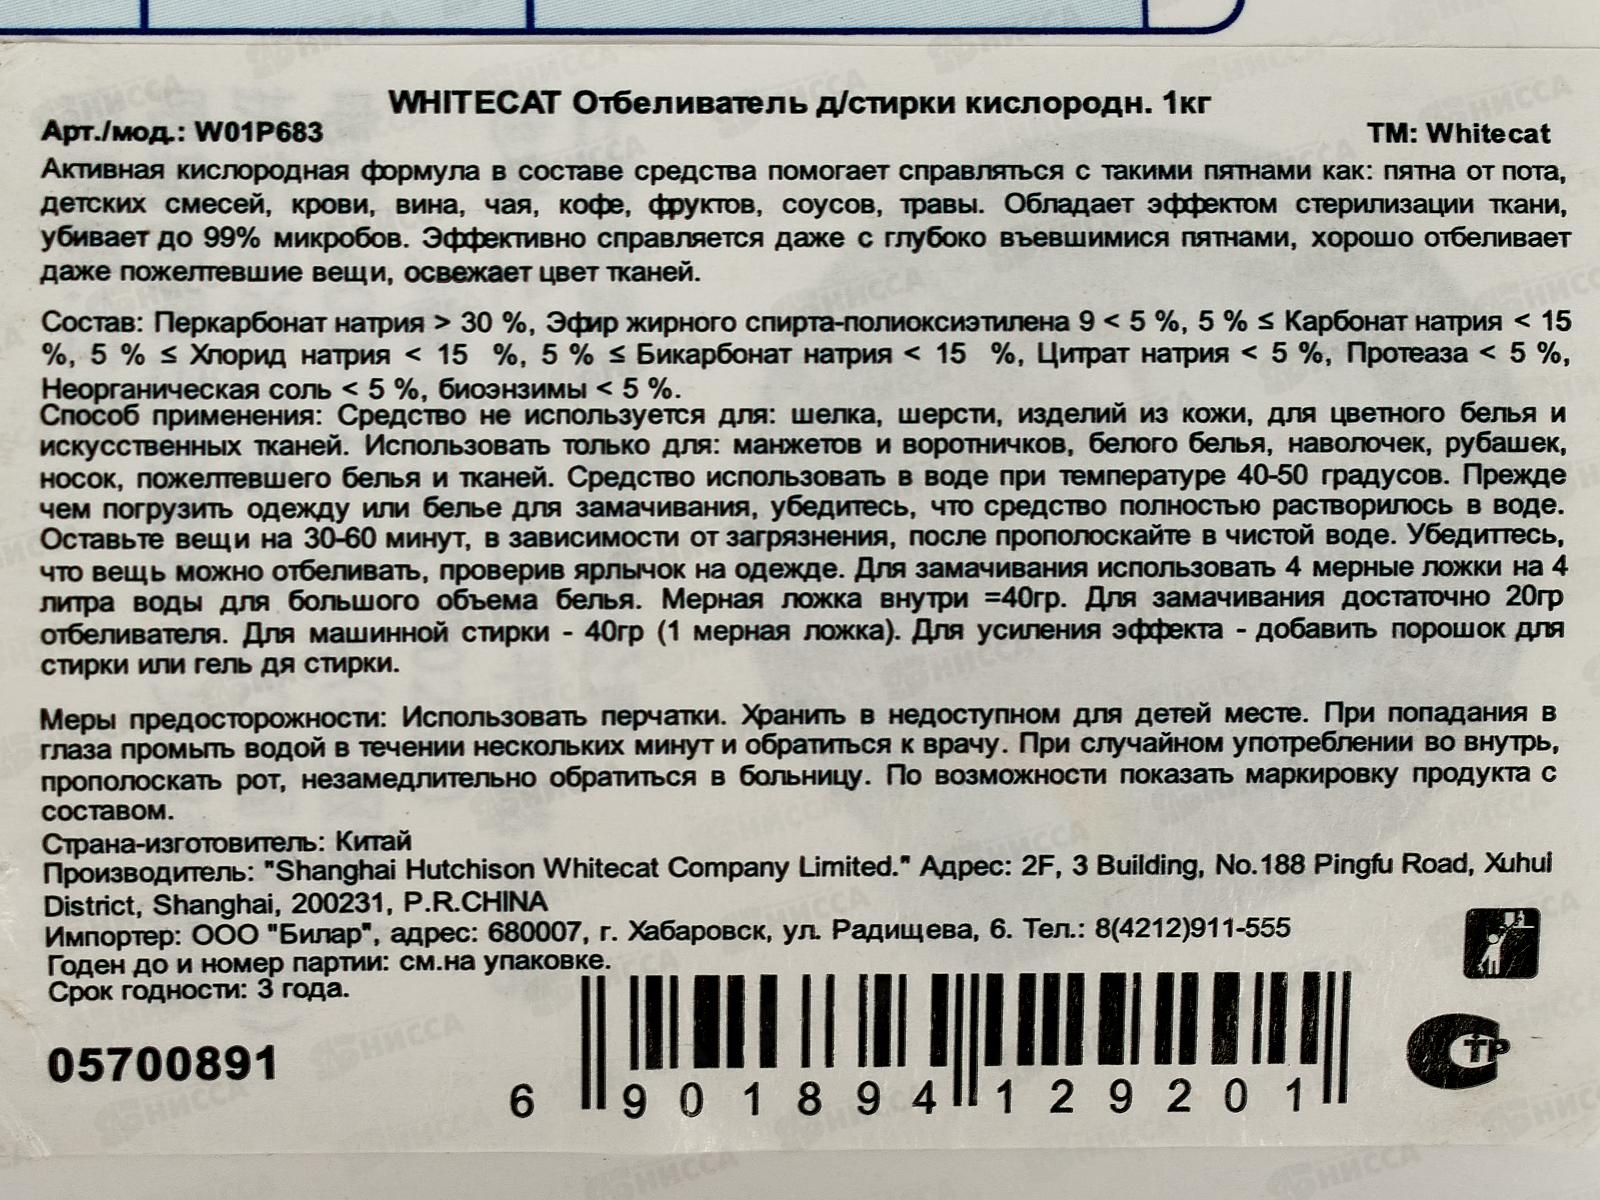 WHITECAT Отбеливатель д/стирки кислородн. 1кг
Арт./мод.: W01P683 ТМ: Whitecat
Активная кислородная формула в составе средства помогает справляться с такими пятнами как: пятна от пота,
детских смесей, крови, вина, чая, кофе, фруктов, соусов, травы. Обладает эффектом стерилизации ткани,
убивает до 99% микробов. Эффективно справляется даже с глубоко въевшимися пятнами, хорошо отбеливает
даже пожелтевшие вещи, освежает цвет тканей.
Состав: Перкарбонат натрия > 30 %, Эфир жирного спирта-полиоксиэтилена 9 < 5 %, 5 % ≤ Карбонат натрия < 15
%, 5 % ≤ Хлорид натрия < 15 %, 5 % ≤ Бикарбонат натрия < 15 %, Цитрат натрия < 5 %, Протеаза < 5 %,
Неорганическая соль < 5 %, биоэнзимы < 5 %.
Способ применения: Средство не используется для: шелка, шерсти, изделий из кожи, для цветного белья и
искусственных тканей. Использовать только для: манжетов и воротничков, белого белья, наволочек, рубашек,
носок, пожелтевшего белья и тканей. Средство использовать в воде при температуре 40-50 градусов. Прежде
чем погрузить одежду или белье для замачивания, убедитесь, что средство полностью растворилось в воде.
Оставьте вещи на 30-60 минут, в зависимости от загрязнения, после прополоскайте в чистой воде. Убедиттесь,
что вещь можно отбеливать, проверив ярлычок на одежде. Для замачивания использовать 4 мерные ложки на 4
литра воды для большого объема белья. Мерная ложка внутри =40гр. Для замачивания достаточно 20гр
отбеливателя. Для машинной стирки - 40гр (1 мерная ложка). Для усиления эффекта - добавить порошок для
стирки или гель дя стирки.
Меры предосторожности: Использовать перчатки. Хранить в недоступном для детей месте. При попадания в
глаза промыть водой в течении нескольких минут и обратиться к врачу. При случайном употреблении во внутрь,
прополоскать рот, незамедлительно обратиться в больницу. По возможности показать маркировку продукта с
составом.
Страна-изготовитель: Китай
Производитель: "Shanghai Hutchison Whitecat Company Limited." Адрес: 2F, 3 Building, No.188 Pingfu Road, Xuhui
District, Shanghai, 200231, P.R.CHINA
Импортер: ООО "Билар", адрес: 680007, г. Хабаровск, ул. Радищева, 6. Тел.: 8(4212)911-555
Годен до и номер партии: см.на упаковке.
Срок годности: 3 года.
05700891
6 901894 129201
СТР